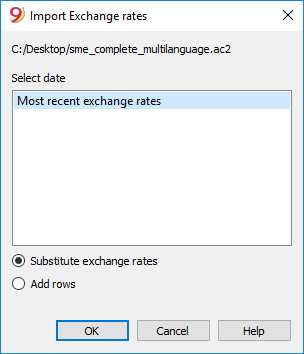 9 Import Exchange rates
C:/Desktop/sme_complete_multilanguage.ac2
Select date
Most recent exchange rates
Substitute exchange rates
Add rows
OK Cancel Help